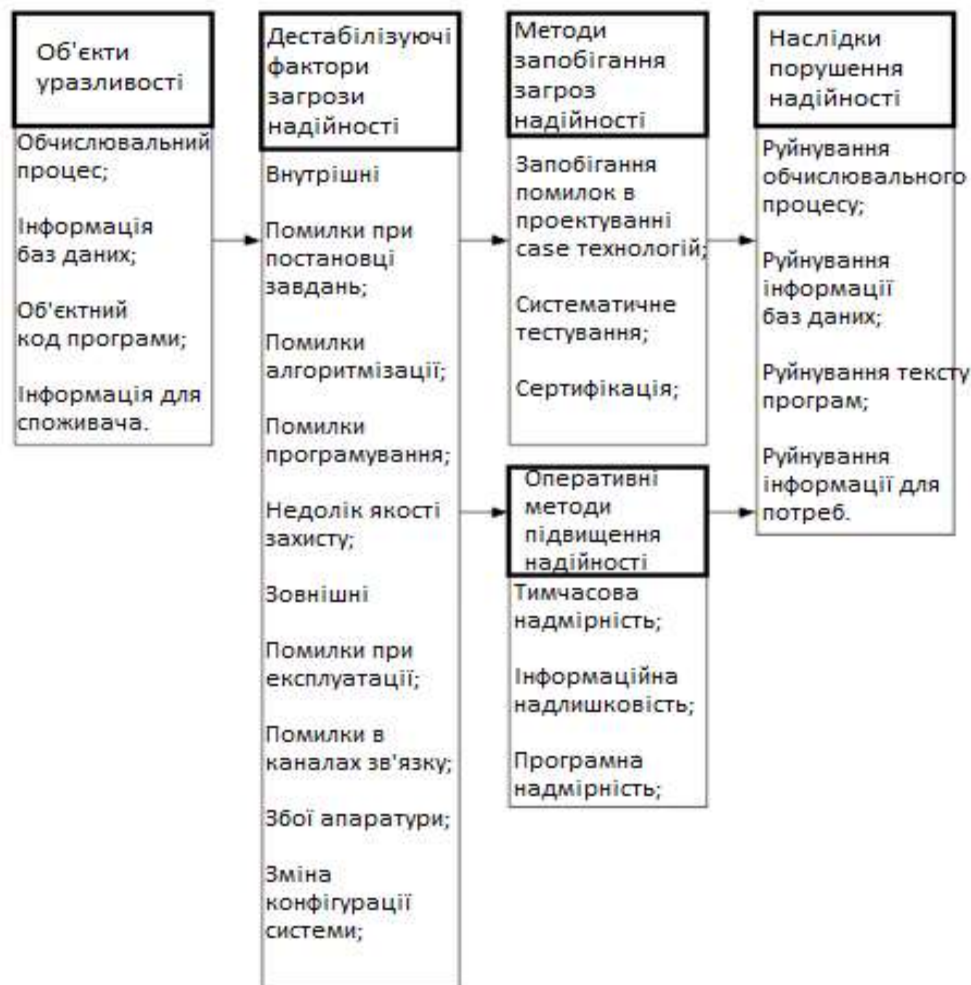 Об'єкти
уразливості
Обчислювальний
процес;
Інформація
баз даних;
Об'єктний
код програми;
Інформація для
споживача.
Дестабілізуючі
фактори
загрози
надійності
Внутрішні
Помилки при
постановці
завдань;
Помилки
алгоритмізації;
Помилки
програмування;
Недолік якості
захисту;
Зовнішні
Помилки при
експлуатації;
Помилки в
каналах зв'язку;
Збої апаратури;
Зміна
конфігурації
системи;
Методи
запобігання
загроз
надійності
Запобігання
помилок в
проектуванні
case технологій;
Систематичне
тестування;
Сертифікація;
Оперативні
методи
підвищення
надійності
Тимчасова
надмірність;
Інформаційна
надлишковість;
Програмна
надмірність;
Наслідки
порушення
надійності
Руйнування
обчислювального
процесу;
Руйнування
інформації
баз даних;
Руйнування тексту
програм;
Руйнування
інформації для
потреб.